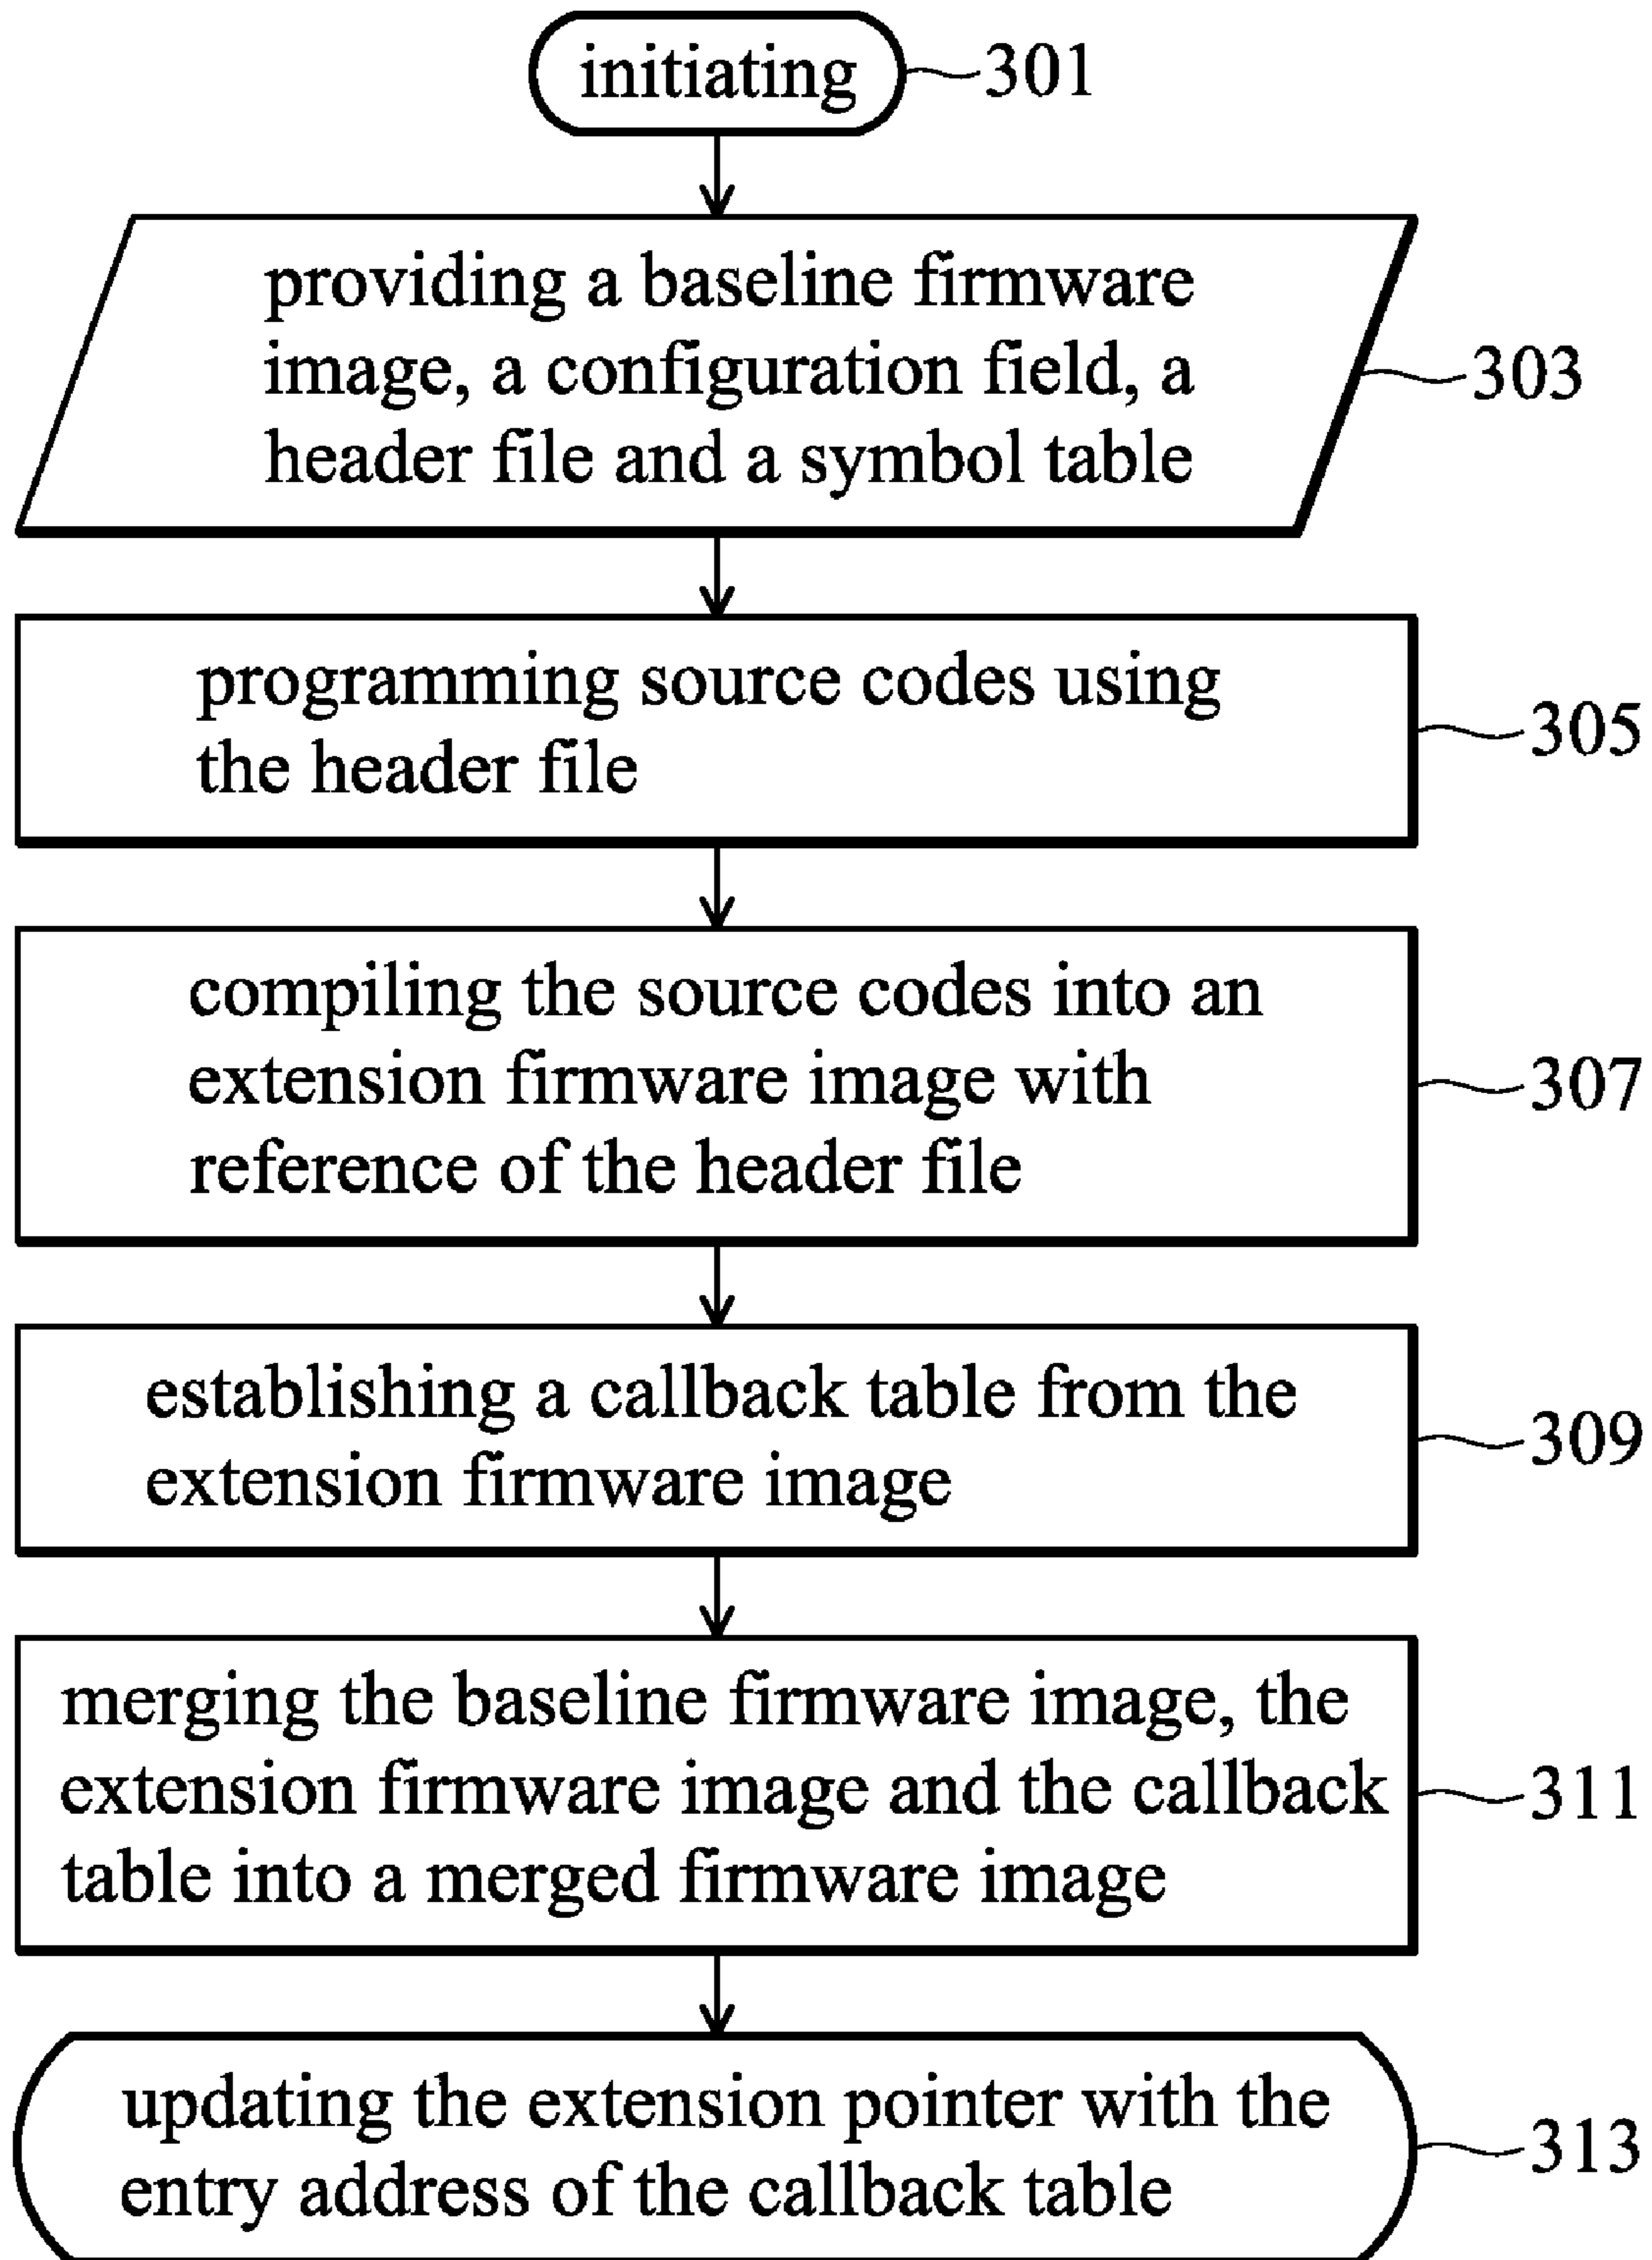 initiating 301
providing a baseline firmware
image, a configuration field, a 303
header file and a symbol table
programming source codes using
the header file 305
compiling the source codes into an
extension firmware image with 307
reference of the header file
establishing a callback table from the
extension firmware image 309
merging the baseline firmware image, the
extension firmware image and the callback 311
table into a merged firmware image
updating the extension pointer with the
entry address of the callback table 313